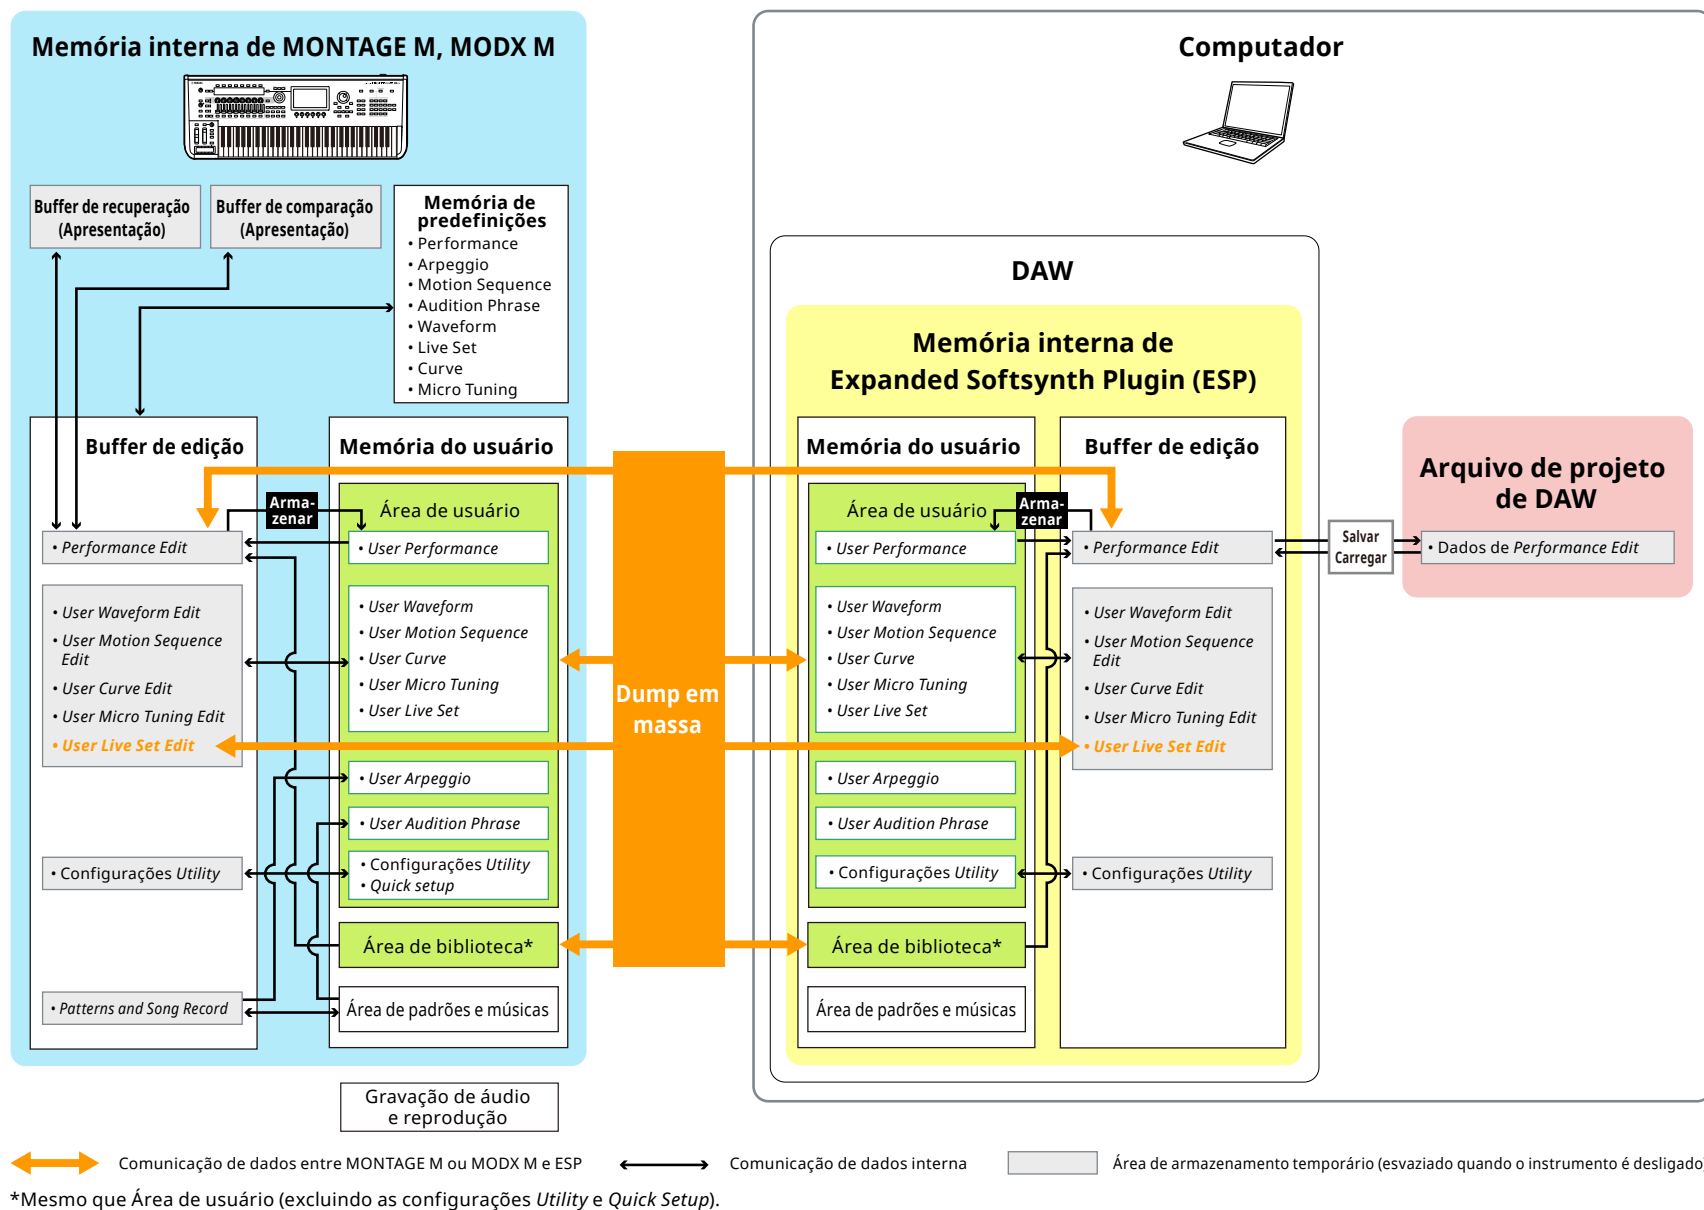 Memória interna de MONTAGE M, MODX M
Buffer de recuperação
(Apresentação)
Buffer de comparação
(Apresentação)
Memória de
predefinições
• Performance
• Arpeggio
• Motion Sequence
• Audition Phrase
• Waveform
• Live Set
• Curve
• Micro Tuning
Buffer de edição
• Performance Edit
• User Waveform Edit
• User Motion Sequence
Edit
• User Curve Edit
• User Micro Tuning Edit
• User Live Set Edit
• Configurações Utility
• Patterns and Song Record
Arma-
zenar
Memória do usuário
Área de usuário
• User Performance
• User Waveform
• User Motion Sequence
• User Curve
• User Micro Tuning
• User Live Set
• User Arpeggio
• User Audition Phrase
• Configurações Utility
• Quick setup
Área de biblioteca*
Área de padrões e músicas
Gravação de áudio
e reprodução
Dump em
massa
Computador
DAW
Memória interna de
Expanded Softsynth Plugin (ESP)
Memória do usuário
Área de usuário
• User Performance
• User Waveform
• User Motion Sequence
• User Curve
• User Micro Tuning
• User Live Set
• User Arpeggio
• User Audition Phrase
• Configurações Utility
Área de biblioteca*
Área de padrões e músicas
Arma-
zenar
Buffer de edição
• Performance Edit
• User Waveform Edit
• User Motion Sequence
Edit
• User Curve Edit
• User Micro Tuning Edit
• User Live Set Edit
• Configurações Utility
Salvar
Carregar
Arquivo de projeto
de DAW
• Dados de Performance Edit
Comunicação de dados entre MONTAGE M ou MODX M e ESP
Comunicação de dados interna
Área de armazenamento temporário (esvaziado quando o instrumento é desligado)
*Mesmo que Área de usuário (excluindo as configurações Utility e Quick Setup).